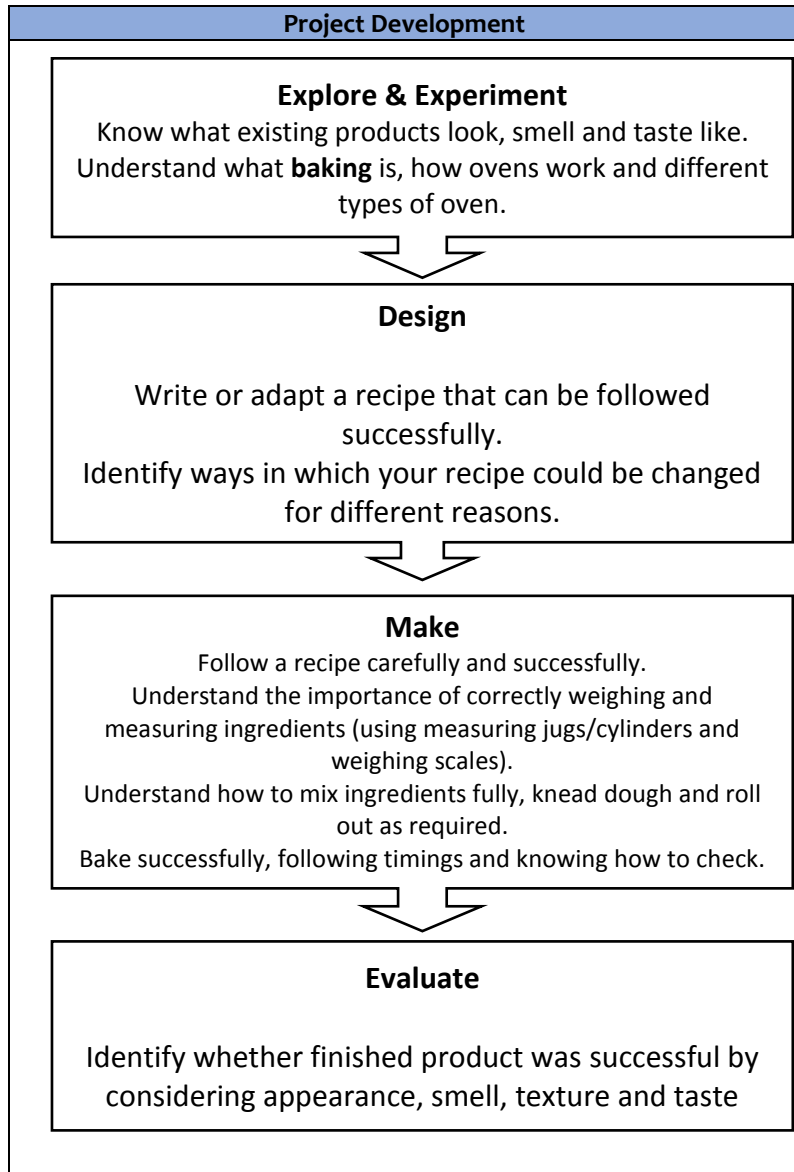 Project Development
Explore & Experiment
Know what existing products look, smell and taste like.
Understand what baking is, how ovens work and different
types of oven.
Design
Write or adapt a recipe that can be followed
successfully.
Identify ways in which your recipe could be changed
for different reasons.
Make
Follow a recipe carefully and successfully.
Understand the importance of correctly weighing and
measuring ingredients (using measuring jugs/cylinders and
weighing scales).
Understand how to mix ingredients fully, knead dough and roll
out as required.
Bake successfully, following timings and knowing how to check.
Evaluate
Identify whether finished product was successful by
considering appearance, smell, texture and taste